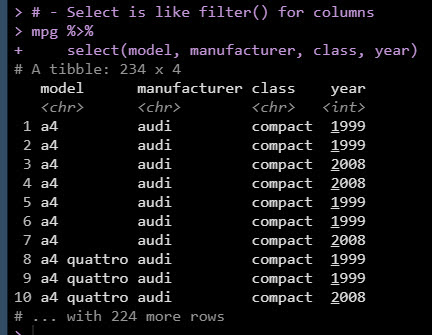 > # - Select is like filter() for columns
> mpg %>%
+     select(model, manufacturer, class, year)
# A tibble: 234 x 4
   model      manufacturer class    year
   <chr>      <chr>        <chr>   <int>
 1 a4         audi         compact  1999
 2 a4         audi         compact  1999
 3 a4         audi         compact  2008
 4 a4         audi         compact  2008
 5 a4         audi         compact  1999
 6 a4         audi         compact  1999
 7 a4         audi         compact  2008
 8 a4 quattro audi         compact  1999
 9 a4 quattro audi         compact  1999
10 a4 quattro audi         compact  2008
# ... with 224 more rows
>